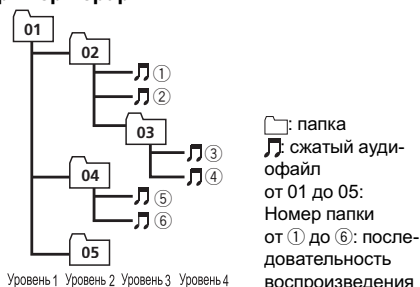 01
02
①
②
03
③
④
04
⑤
⑥
05
Уровень 1 Уровень 2 Уровень 3 Уровень 4
: папка
: сжатый ауди-
офайл
от 01 до 05:
Номер папки
от ① до ⑥: после-
довательность
воспроизведения